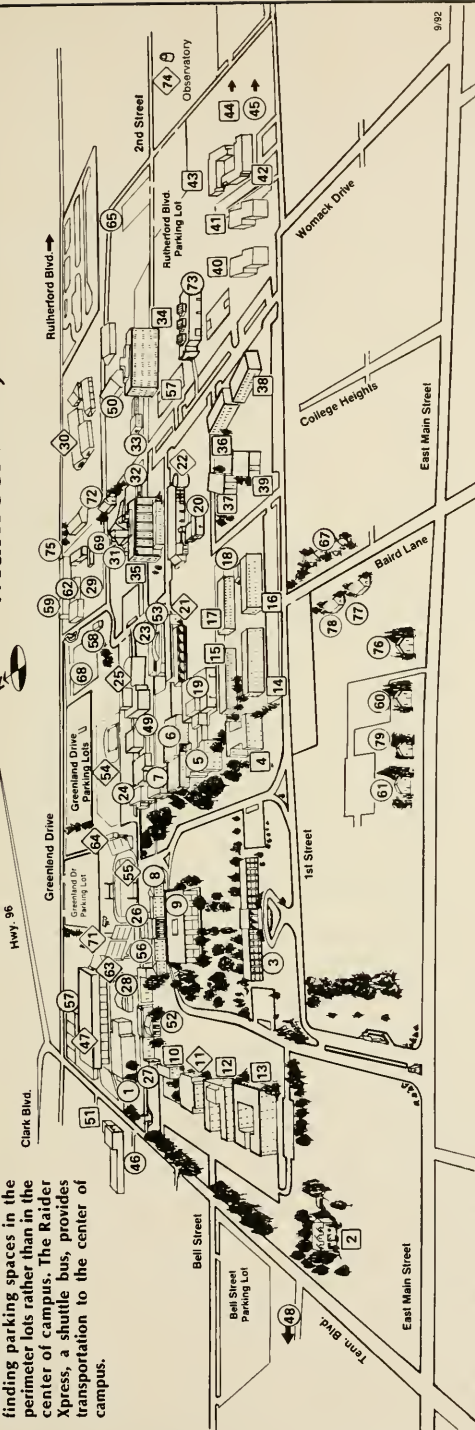 finding parking spaces in the
perimeter lots rather than in the
center of campus. The Raider
Xpress, a shuttle bus, provides
transportation to the center of
campus.
Hwy. 96
Clark Blvd.
Greenland Drive
Rutherford Blvd.
2nd Street
Observatory
74
Greenland Dr
Parking Lot
Greenland Drive
Parking Lots
Rutherford Blvd.
Parking Lot
51
57
47
46
63
71
64
54
68
59
62
75
58
29
69
72
30
50
65
1
28
26
55
24
25
49
23
53
31
32
33
34
57
73
43
44
45
27
10
52
56
8
9
7
6
5
19
21
35
22
20
40
41
42
11
12
13
3
4
15
17
18
14
16
37
36
39
38
Bell Street
Bell Street
Parking Lot
48
Tenn. Blvd.
2
1st Street
East Main Street
61
79
60
76
78
77
67
Baird Lane
College Heights
East Main Street
Womack Drive
9/92